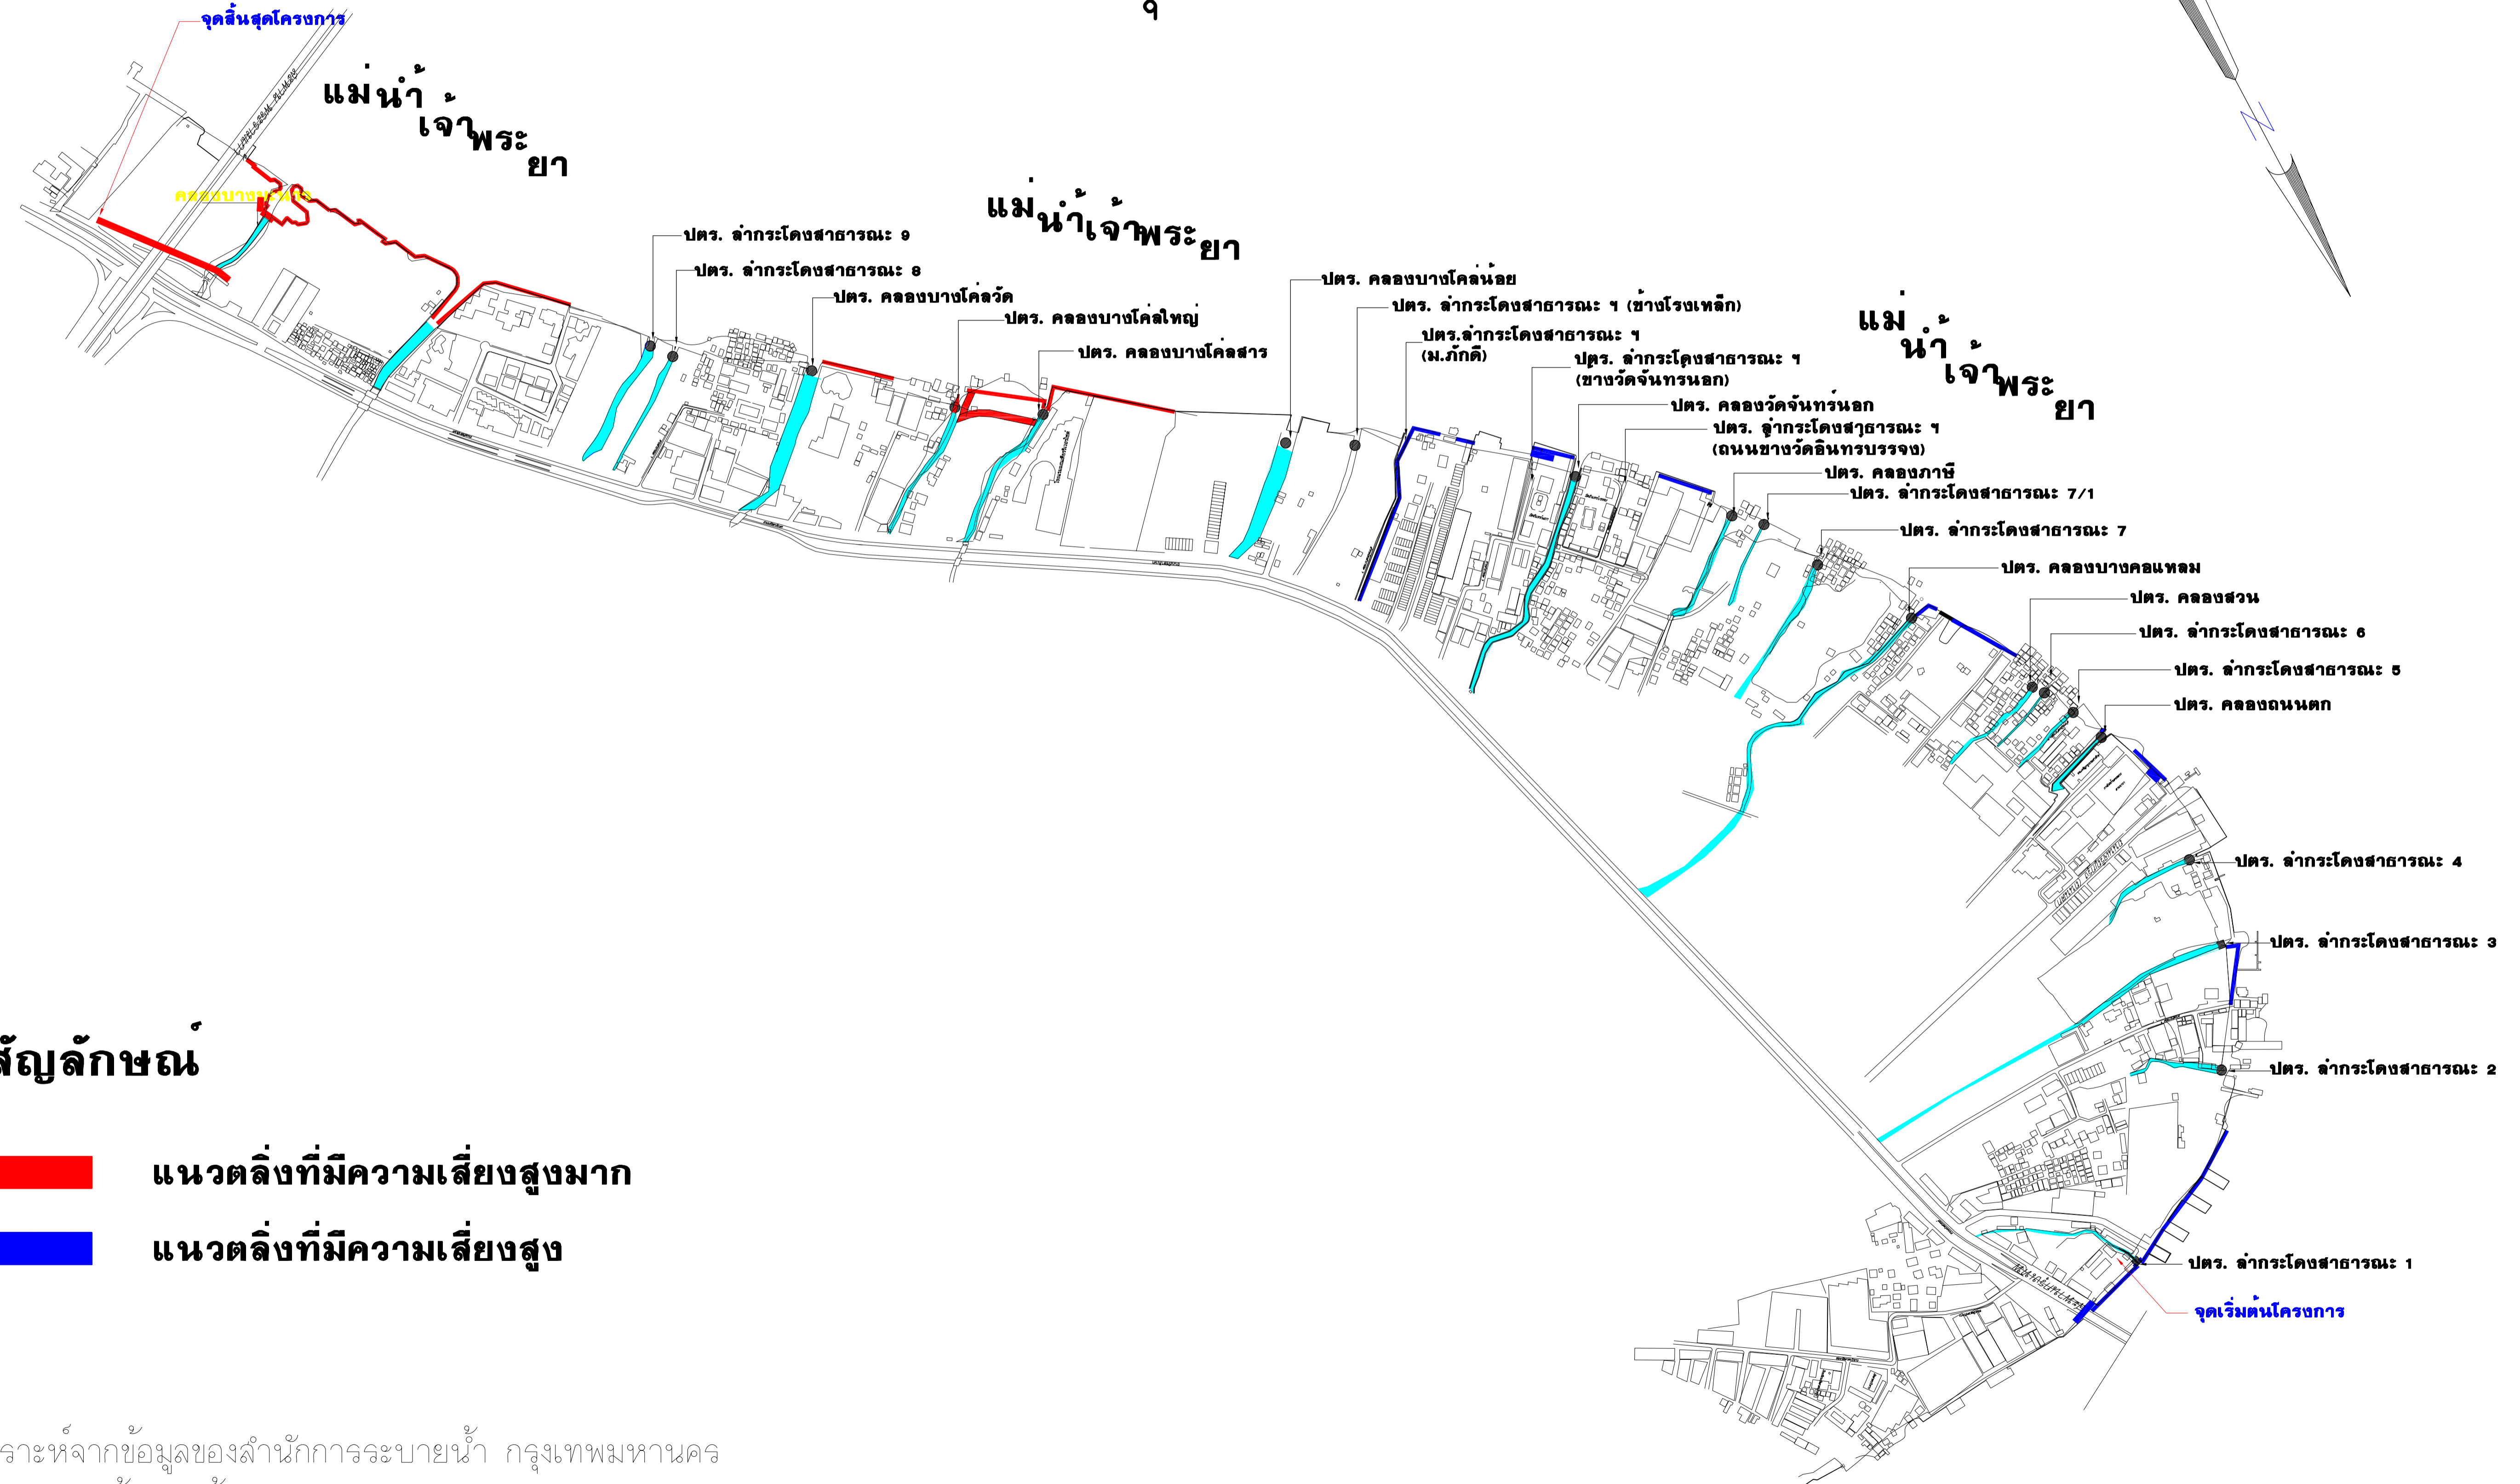 จุดสิ้นสุดโครงการ
แม่น้ำเจ้าพระยา
แม่น้ำเจ้าพระยา
แม่น้ำเจ้าพระยา
ปตร. ลำกระโดงสาธารณะ 9
ปตร. ลำกระโดงสาธารณะ 8
ปตร. คลองบางโคล่วัด
ปตร. คลองบางโคล่ใหญ่
ปตร. คลองบางโคล่สาร
ปตร. คลองบางโคล่น้อย
ปตร. ลำกระโดงสาธารณะ ฯ (ข้างโรงเหล็ก)
ปตร.ลำกระโดงสาธารณะ ฯ
(ม.ภักดี)
ปตร. ลำกระโดงสาธารณะ ฯ
(ข้างวัดจันทร์นอก)
ปตร. คลองวัดจันทร์นอก
ปตร. ลำกระโดงสาธารณะ ฯ
(ถนนข้างวัดอินทร์บรรจง)
ปตร. คลองภาษี
ปตร. ลำกระโดงสาธารณะ 7/1
ปตร. ลำกระโดงสาธารณะ 7
ปตร. คลองบางคอแหลม
ปตร. คลองสวน
ปตร. ลำกระโดงสาธารณะ 6
ปตร. ลำกระโดงสาธารณะ 5
ปตร. คลองถนนตก
ปตร. ลำกระโดงสาธารณะ 4
ปตร. ลำกระโดงสาธารณะ 3
ปตร. ลำกระโดงสาธารณะ 2
ปตร. ลำกระโดงสาธารณะ 1
จุดเริ่มต้นโครงการ
สัญลักษณ์
แนวตลิ่งที่มีความเสี่ยงสูงมาก
แนวตลิ่งที่มีความเสี่ยงสูง
ราะห์จากข้อมูลของสำนักการระบายน้ำ กรุงเทพมหานคร